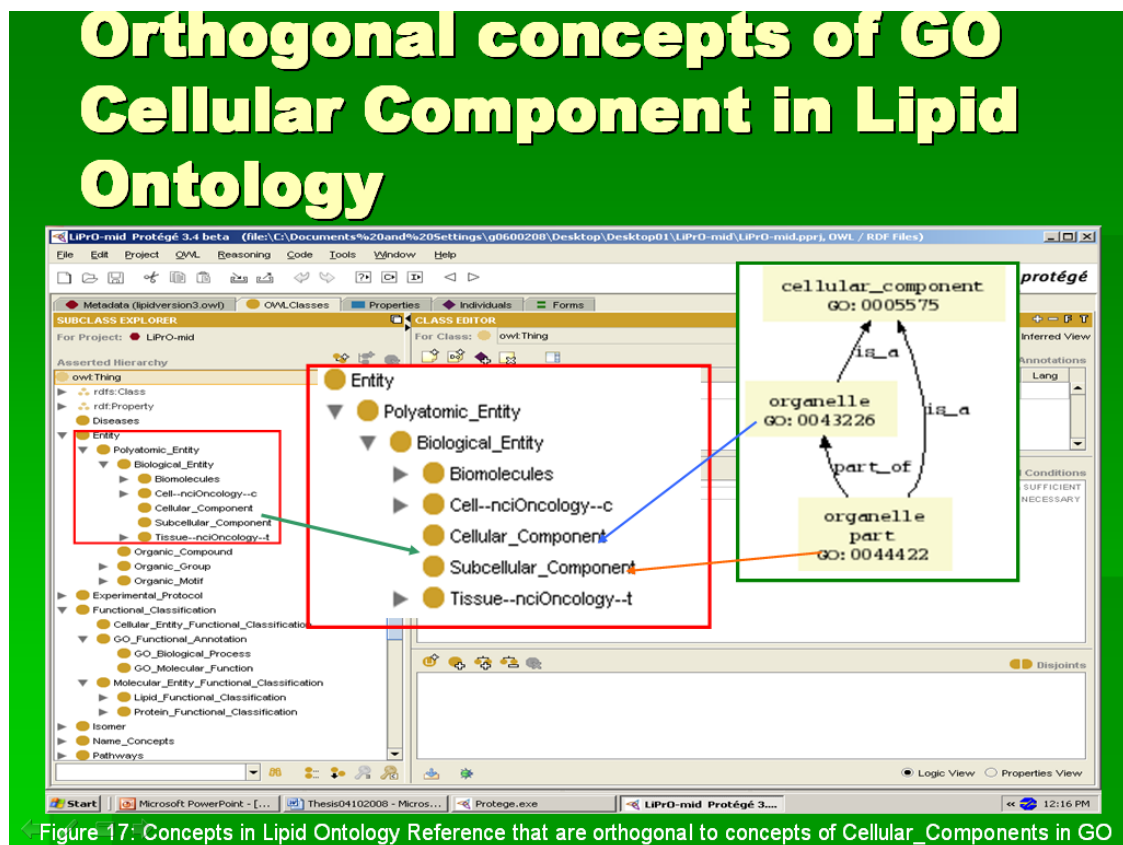 Orthogonal concepts of GO
Cellular Component in Lipid
Ontology
LiPrO-mid Protégé 3.4 beta (file:\C:\Documents%20and%20Settings\g0600208\Desktop\Desktop01\LiPrO-mid\LiPrO-mid.pprj, OWL / RDF Files)
File Edit Project OWL Reasoning Code Tools Window Help
protégé
Metadata (lipidversion3.owl) OWLClasses Properties Individuals Forms
SUBCLASS EXPLORER
For Project: LiPrO-mid
Asserted Hierarchy
owl:Thing
rdfs:Class
rdf:Property
Diseases
Entity
Polyatomic_Entity
Biological_Entity
Biomolecules
Cell--nciOncology--c
Cellular_Component
Subcellular_Component
Tissue--nciOncology--t
Organic_Compound
Organic_Group
Organic_Motif
Experimental_Protocol
Functional_Classification
Cellular_Entity_Functional_Classification
GO_Functional_Annotation
GO_Biological_Process
GO_Molecular_Function
Molecular_Entity_Functional_Classification
Lipid_Functional_Classification
Protein_Functional_Classification
Isomer
Name_Concepts
Pathways
CLASS EDITOR
+ - F T
For Class: owl:Thing
Inferred View
Annotations
Lang
Conditions
SUFFICIENT
NECESSARY
Disjoints
Logic View Properties View
Entity
Polyatomic_Entity
Biological_Entity
Biomolecules
Cell--nciOncology--c
Cellular_Component
Subcellular_Component
Tissue--nciOncology--t
cellular_component
GO:0005575
is_a
organelle
GO:0043226
is_a
part_of
organelle
part
GO:0044422
Start Microsoft PowerPoint - [... Thesis04102008 - Micros... Protege.exe LiPrO-mid Protégé 3.... 12:16 PM
Figure 17: Concepts in Lipid Ontology Reference that are orthogonal to concepts of Cellular_Components in GO